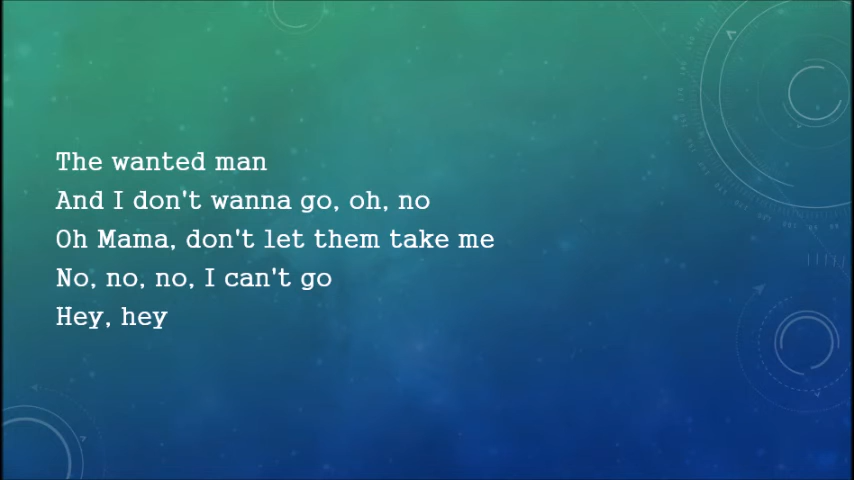 The wanted man
And I don't wanna go, oh, no
Oh Mama, don't let them take me
No, no, no, I can't go
Hey, hey